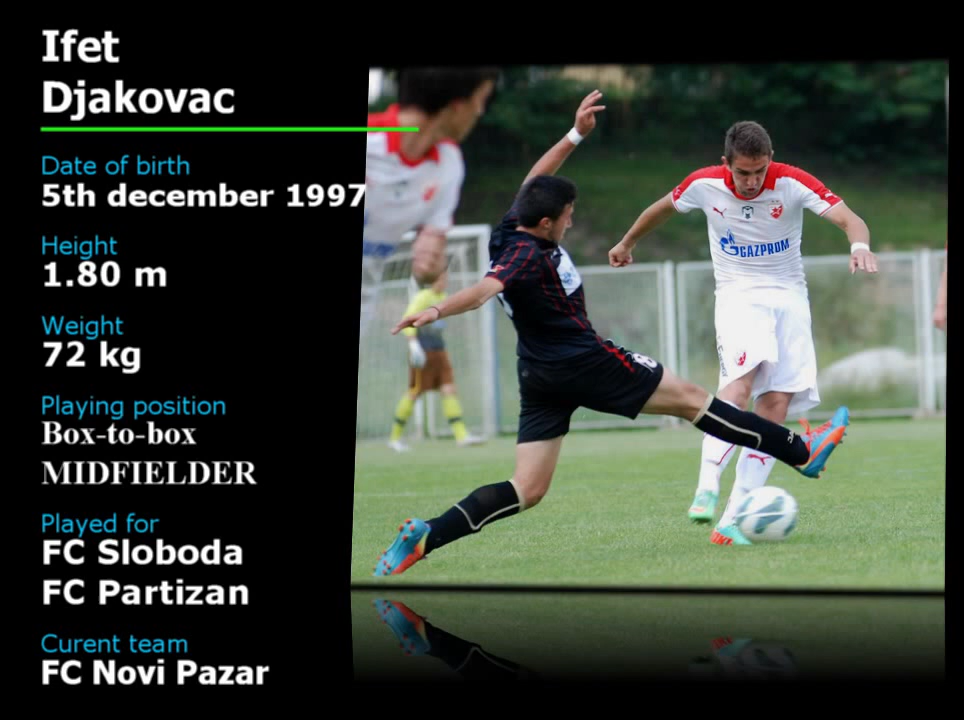 Ifet
Djakovac
Date of birth
5th december 1997
Height
1.80 m
Weight
72 kg
Playing position
Box-to-box
MIDFIELDER
Played for
FC Sloboda
FC Partizan
Curent team
FC Novi Pazar
GAZPROM